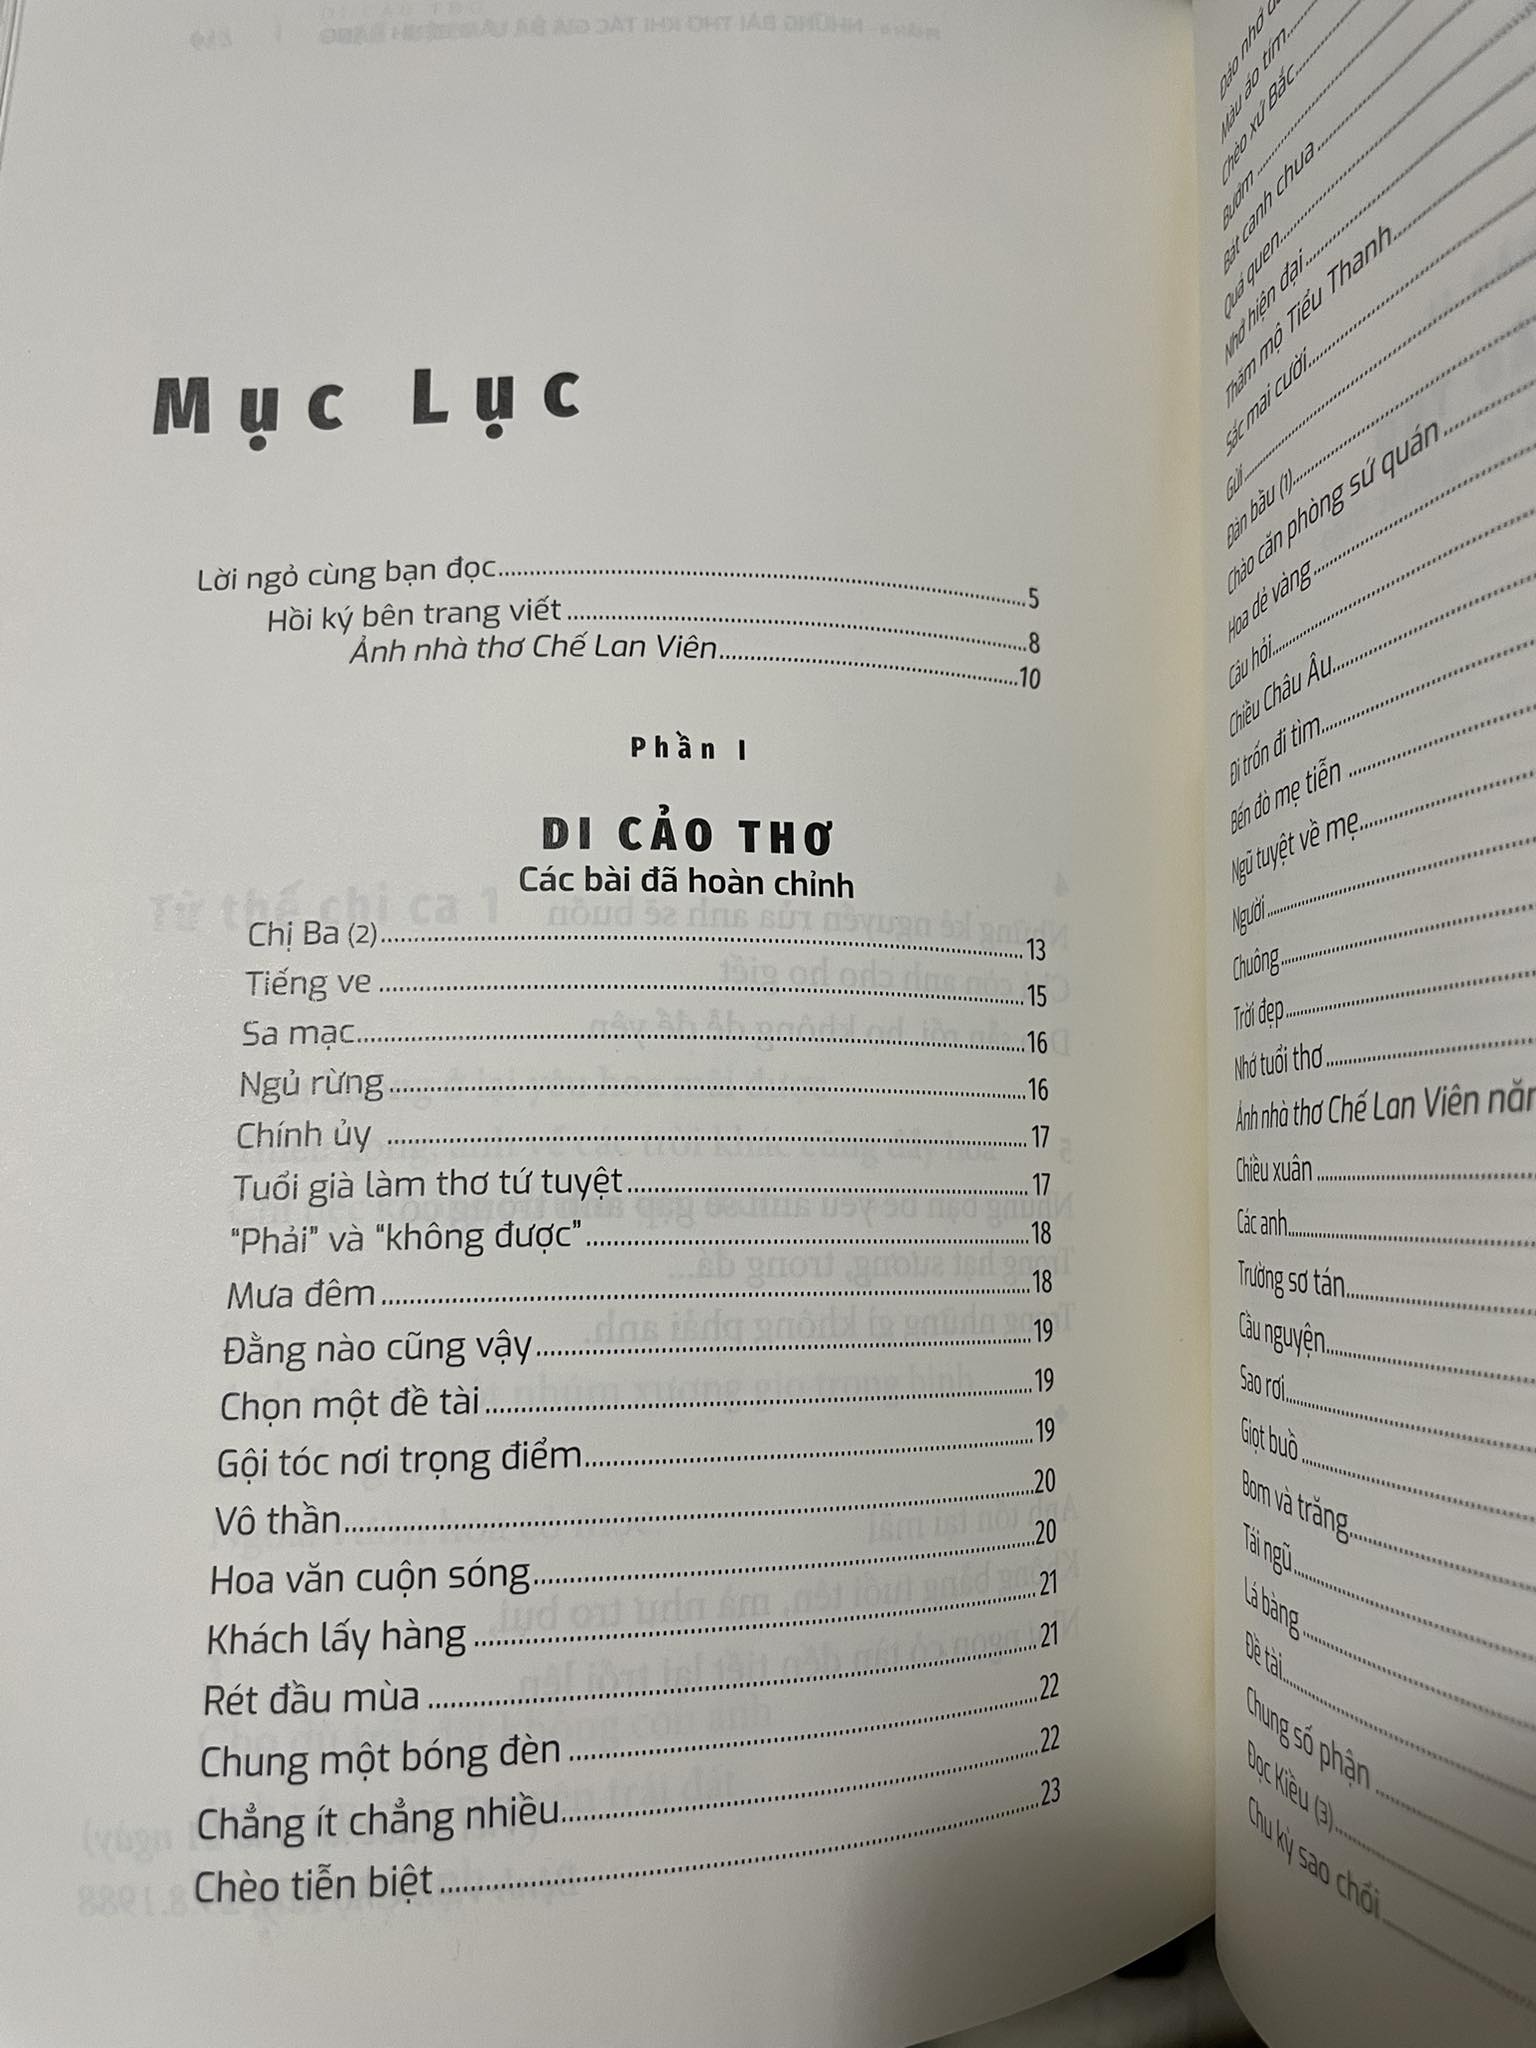 Mục Lục
Lời ngỏ cùng bạn đọc.....5
Hồi ký bên trang viết.....8
Ảnh nhà thơ Chế Lan Viên.....10
Phần I
DI CẢO THƠ
Các bài đã hoàn chỉnh
Chị Ba (2).....13
Tiếng ve.....15
Sa mạc.....16
Ngủ rừng.....16
Chính ủy.....17
Tuổi già làm thơ tứ tuyệt.....17
“Phải” và “không được”.....18
Mưa đêm.....18
Đằng nào cũng vậy.....19
Chọn một đề tài.....19
Gội tóc nơi trọng điểm.....19
Vô thần.....20
Hoa văn cuộn sóng.....20
Khách lấy hàng.....21
Rét đầu mùa.....21
Chung một bóng đèn.....22
Chẳng ít chẳng nhiều.....22
Chèo tiễn biệt.....23
Đào nhớ
Màu áo tím.....
Chèo xứ Bắc.....
Bướm.....
Bát canh chua.....
Quả quen.....
Nhớ hiện đại.....
Thăm mộ Tiểu Thanh.....
Sắc mai cười.....
Gửi.....
Đàn bầu (1).....
Chào căn phòng sứ quán.....
Hoa dẻ vàng.....
Câu hỏi.....
Chiều Châu Âu.....
Đi trốn đi tìm.....
Bến đò mẹ tiễn.....
Ngũ tuyệt về mẹ.....
Người.....
Chuông.....
Trời đẹp.....
Nhớ tuổi thơ.....
Ảnh nhà thơ Chế Lan Viên năm
Chiều xuân.....
Các anh.....
Trường sơ tán.....
Cầu nguyện.....
Sao rơi.....
Giọt buồ.....
Bom và trăng.....
Tái ngũ.....
Lá bàng.....
Đề tài.....
Chung số phận.....
Đọc Kiều (3).....
Chu kỳ sao chổi.....